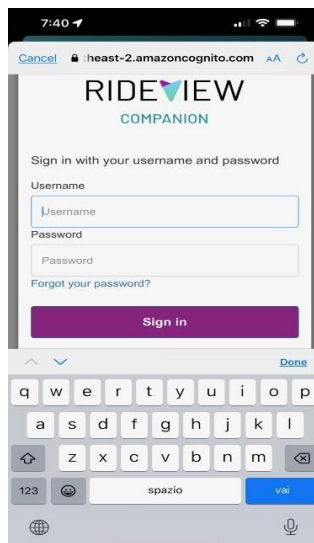 7:40
Cancel :heast-2.amazoncognito.com AA
RIDEVIEW
COMPANION
Sign in with your username and password
Username
Username
Password
Password
Forgot your password?
Sign in
Done
q w e r t y u i o p
a s d f g h j k l
z x c v b n m
123 spazio vai